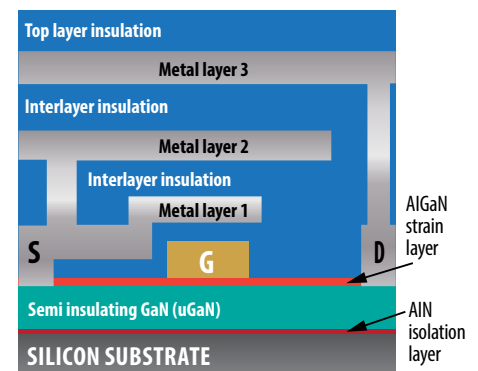 Top layer insulation
Metal layer 3
Interlayer insulation
Metal layer 2
Interlayer insulation
Metal layer 1
AlGaN
strain
layer
S
G
D
Semi insulating GaN (uGaN)
AlN
isolation
layer
SILICON SUBSTRATE